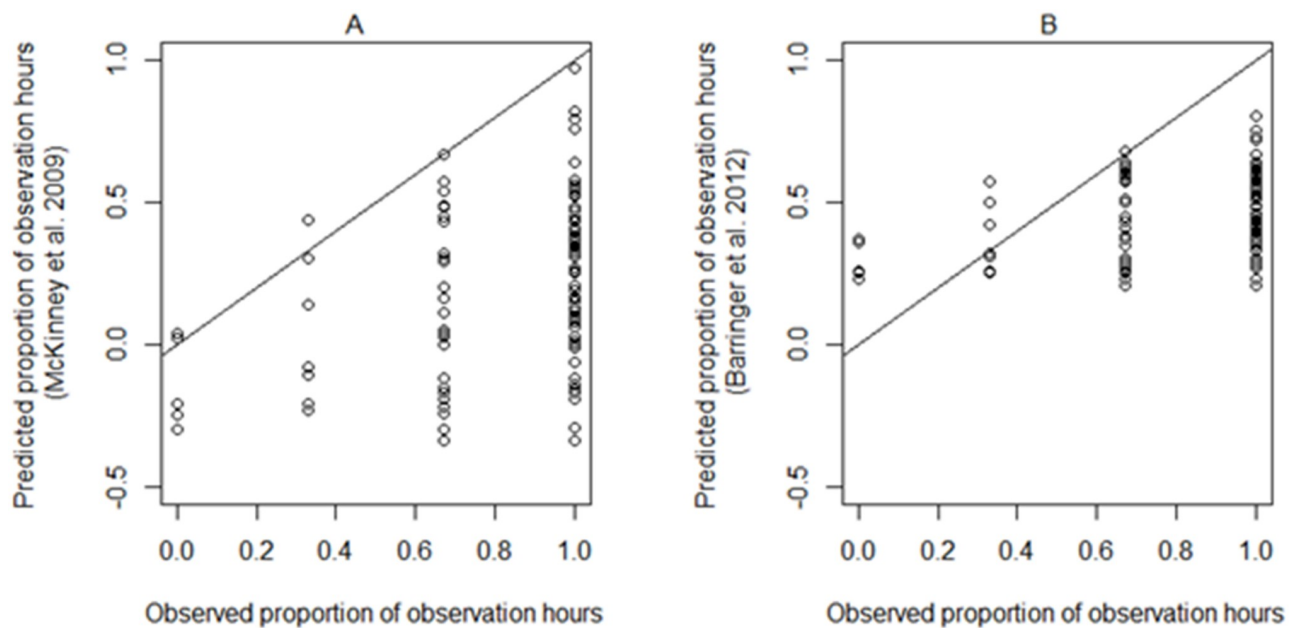 A
Predicted proportion of observation hours
(McKinney et al. 2009)
1.0
0.5
0.0
-0.5
0.0 0.2 0.4 0.6 0.8 1.0
Observed proportion of observation hours
B
Predicted proportion of observation hours
(Barringer et al. 2012)
1.0
0.5
0.0
-0.5
0.0 0.2 0.4 0.6 0.8 1.0
Observed proportion of observation hours